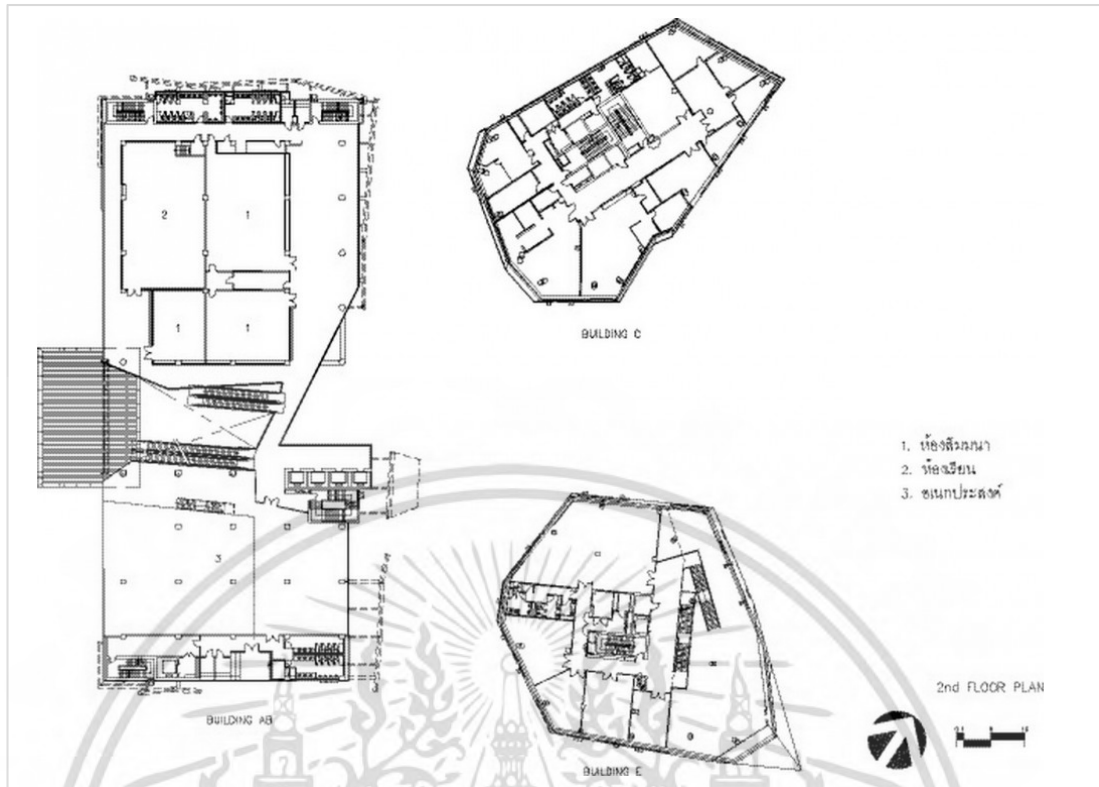 2
1
1
1
BUILDING C
1. ห้องสัมมนา
2. ห้องเรียน
3. อเนกประสงค์
3
2nd FLOOR PLAN
BUILDING AB
BUILDING E